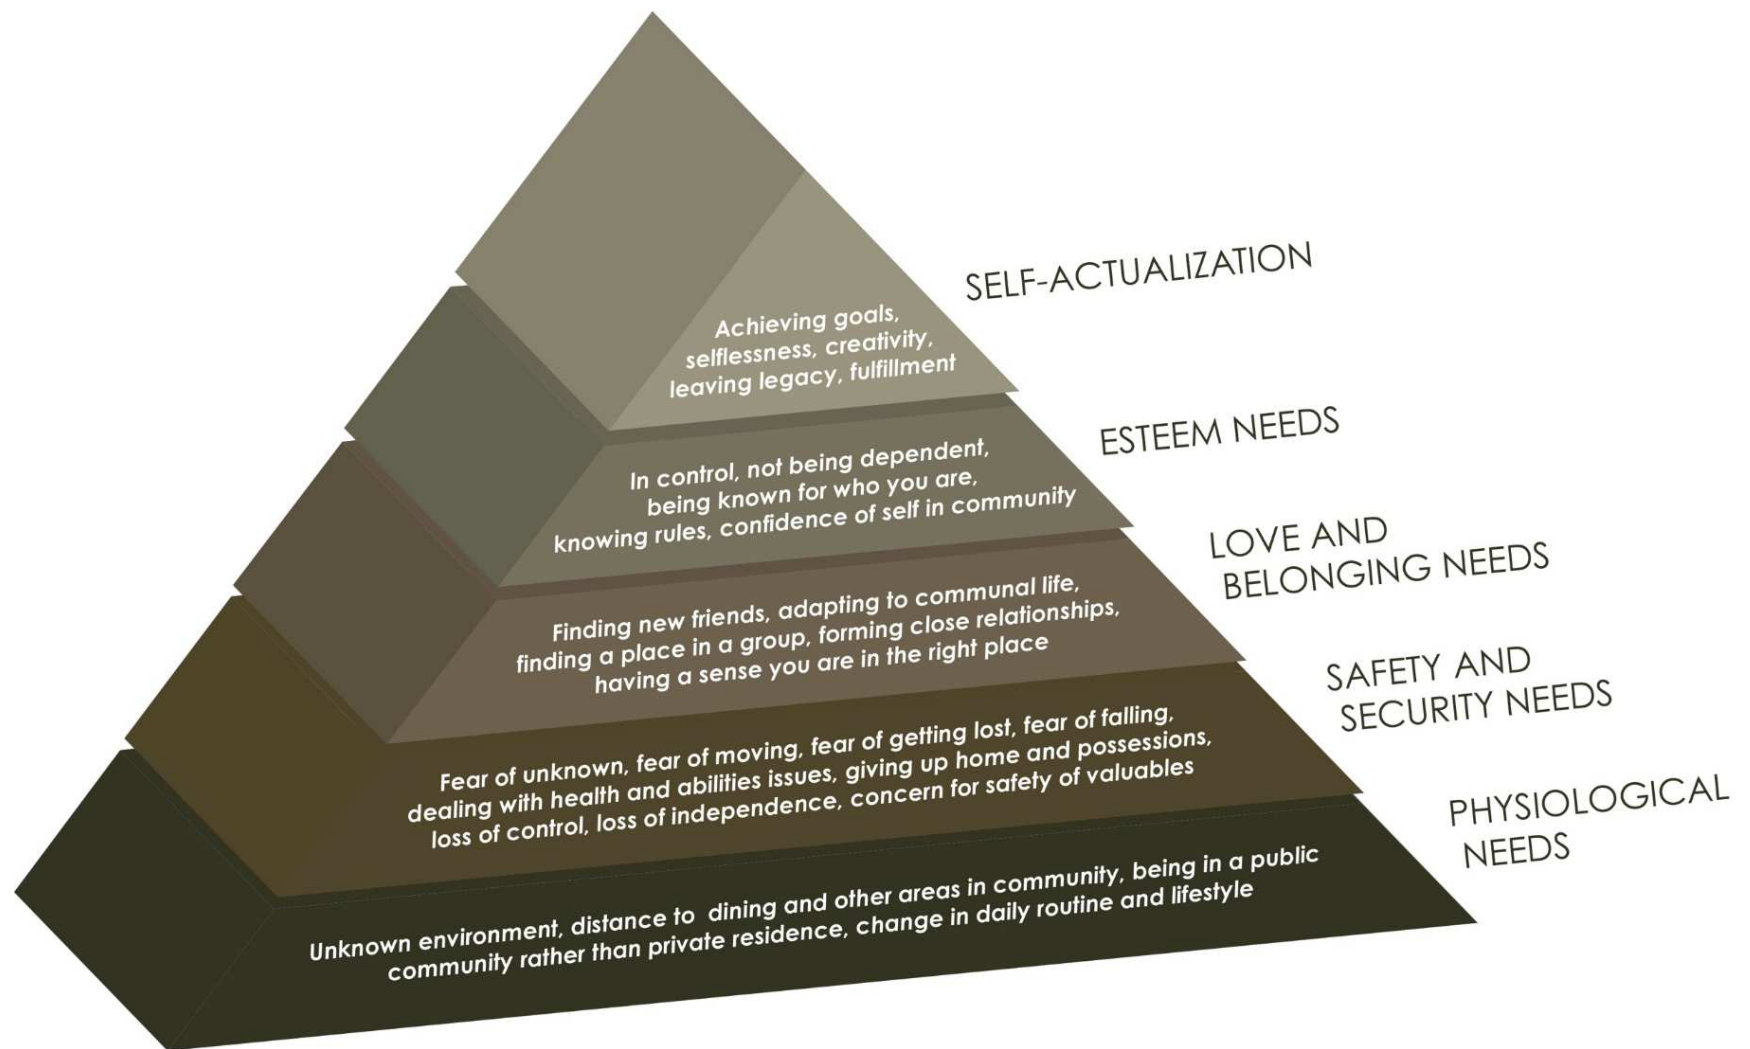 SELF-ACTUALIZATION
Achieving goals,
selflessness, creativity,
leaving legacy, fulfillment
ESTEEM NEEDS
In control, not being dependent,
being known for who you are,
knowing rules, confidence of self in community
LOVE AND
BELONGING NEEDS
Finding new friends, adapting to communal life,
finding a place in a group, forming close relationships,
having a sense you are in the right place
SAFETY AND
SECURITY NEEDS
Fear of unknown, fear of moving, fear of getting lost, fear of falling,
dealing with health and abilities issues, giving up home and possessions,
loss of control, loss of independence, concern for safety of valuables
PHYSIOLOGICAL
NEEDS
Unknown environment, distance to dining and other areas in community, being in a public
community rather than private residence, change in daily routine and lifestyle